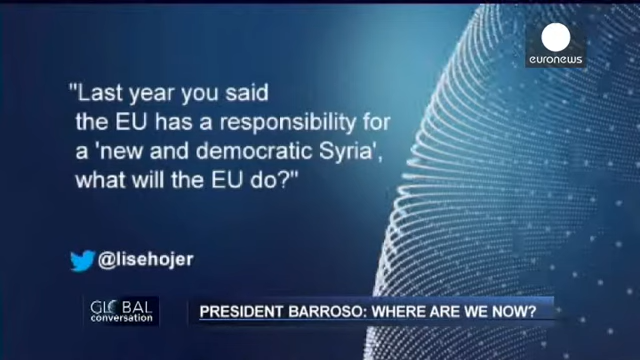 euronews
"Last year you said
the EU has a responsibility for
a 'new and democratic Syria',
what will the EU do?"
@lisehojer
GLOBAL
conversation
PRESIDENT BARROSO: WHERE ARE WE NOW?